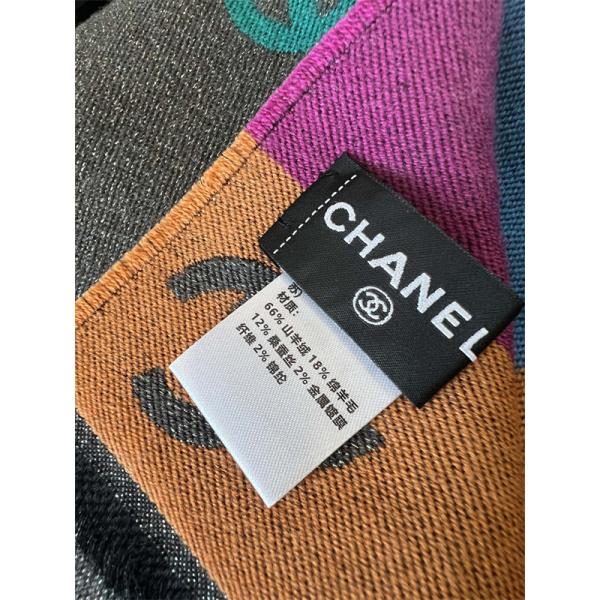 CHANEL
苏)
材质:
66% 山羊绒 18% 绵羊毛
12% 桑蚕丝 2% 金属镀膜
纤维 2% 锦纶